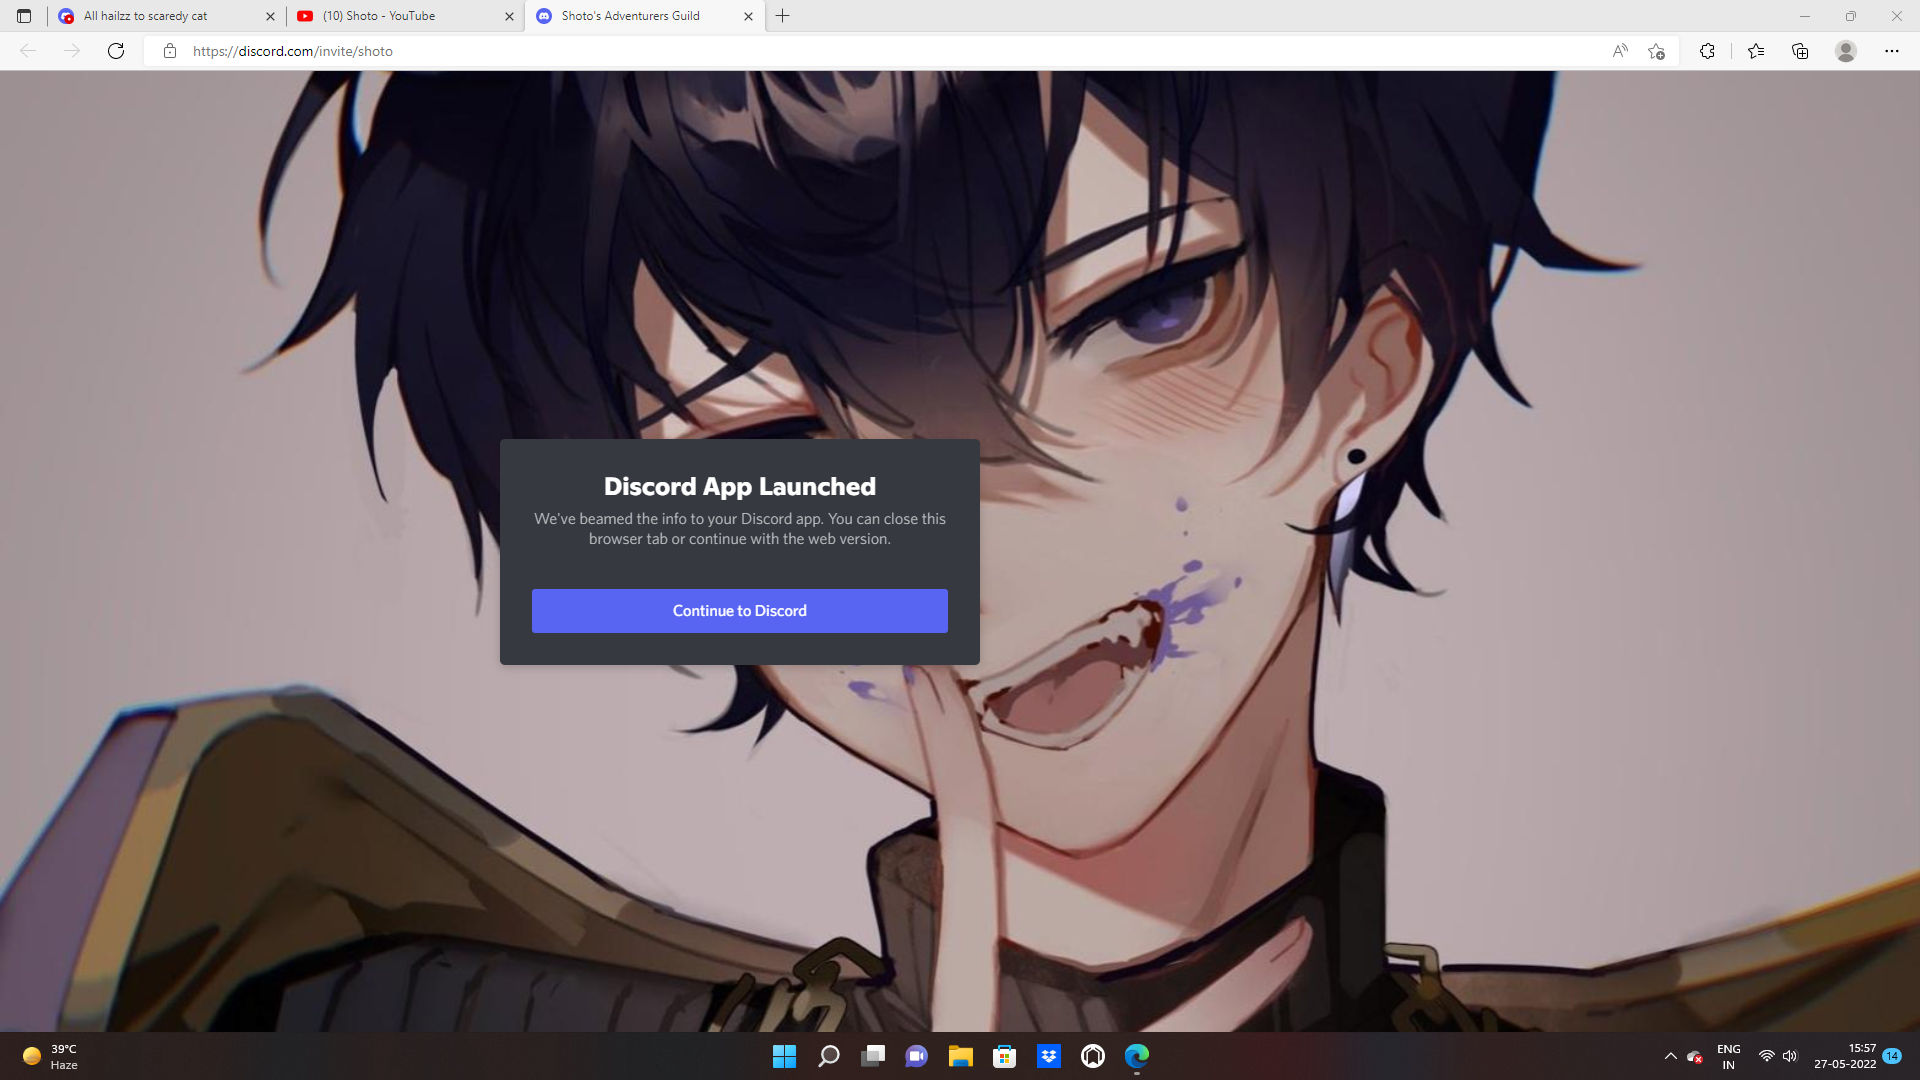 All hailzz to scaredy cat
(10) Shoto - YouTube
Shoto's Adventurers Guild
https://discord.com/invite/shoto
Discord App Launched
We've beamed the info to your Discord app. You can close this
browser tab or continue with the web version.
Continue to Discord
39°C
Haze
ENG
IN
15:57
27-05-2022
14